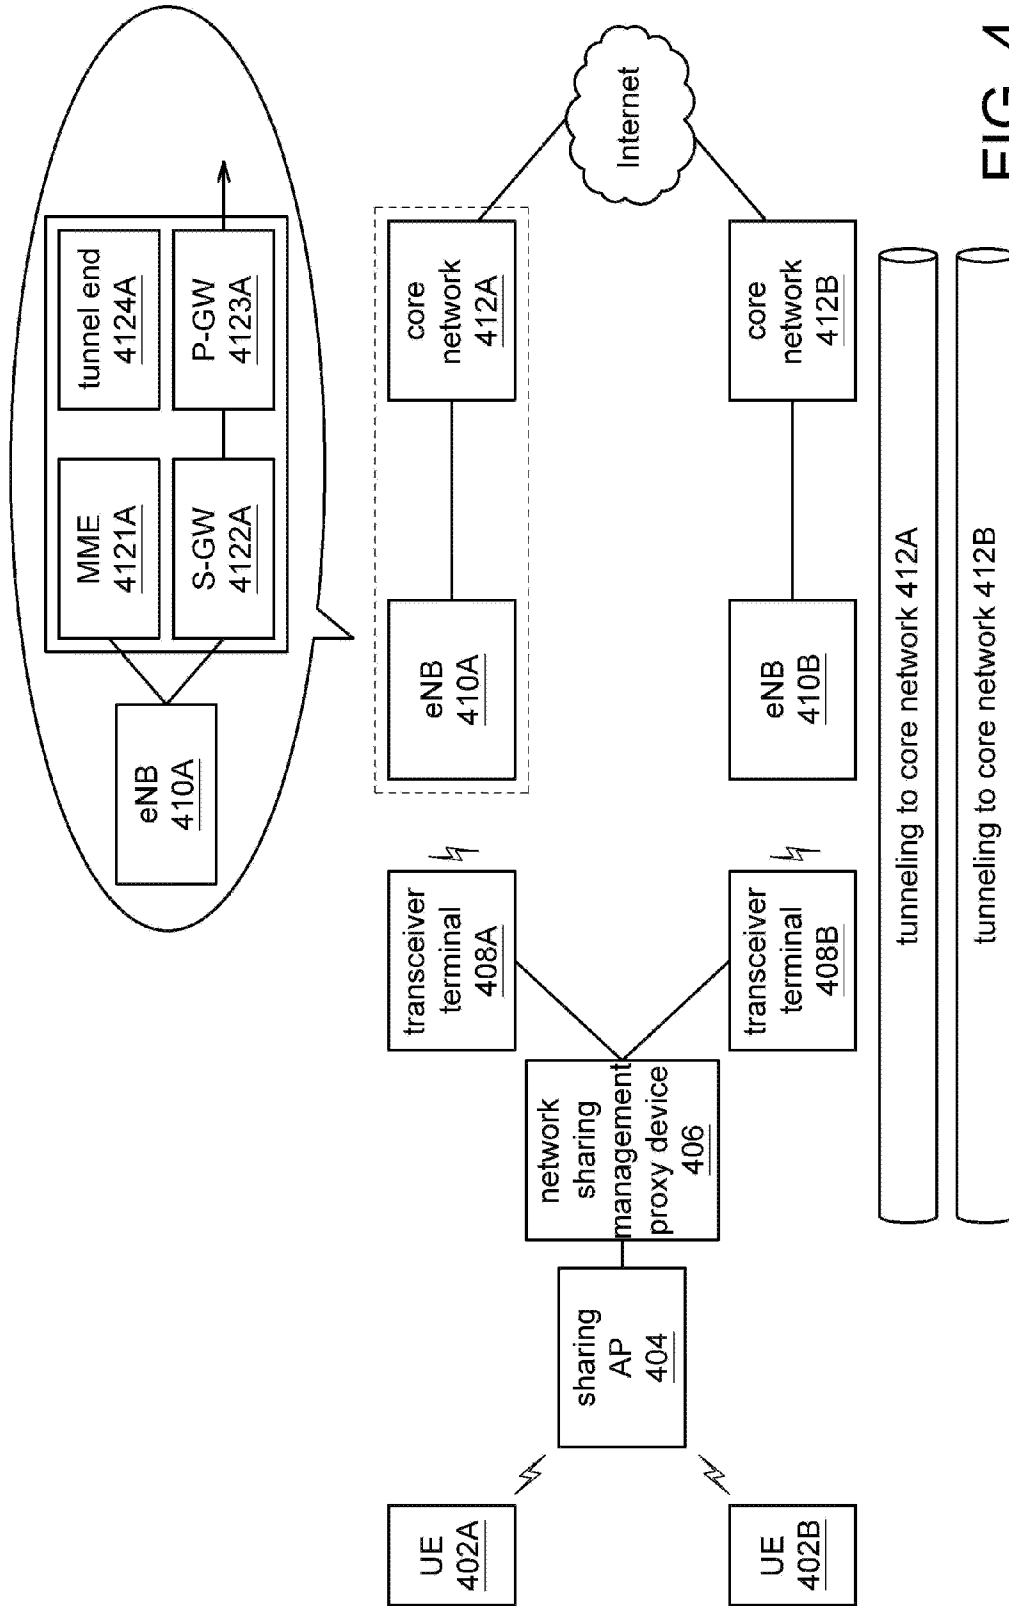 MME
4121A
tunnel end
4124A
eNB
410A
S-GW
4122A
P-GW
4123A
UE
402A
transceiver
terminal
408A
eNB
410A
core
network
412A
sharing
AP
404
network
sharing
management
proxy device
406
Internet
UE
402B
transceiver
terminal
408B
eNB
410B
core
network
412B
tunneling to core network 412A
tunneling to core network 412B
FIG. 4